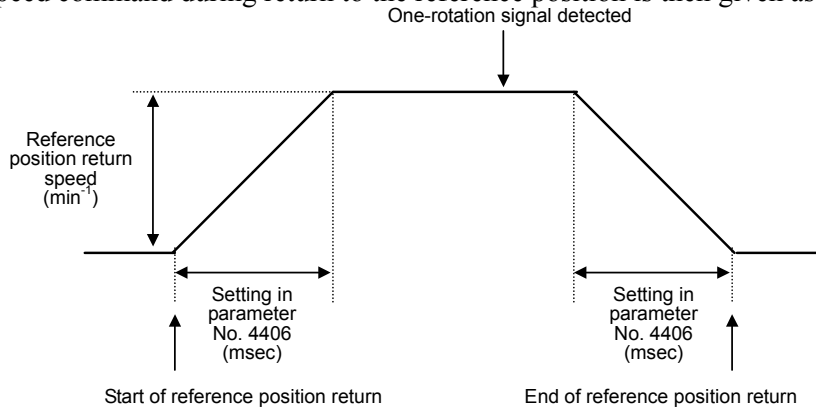 speed command during return to the reference position is then given as
One-rotation signal detected
Reference
position return
speed
(min⁻¹)
Setting in
parameter
No. 4406
(msec)
Setting in
parameter
No. 4406
(msec)
Start of reference position return
End of reference position return